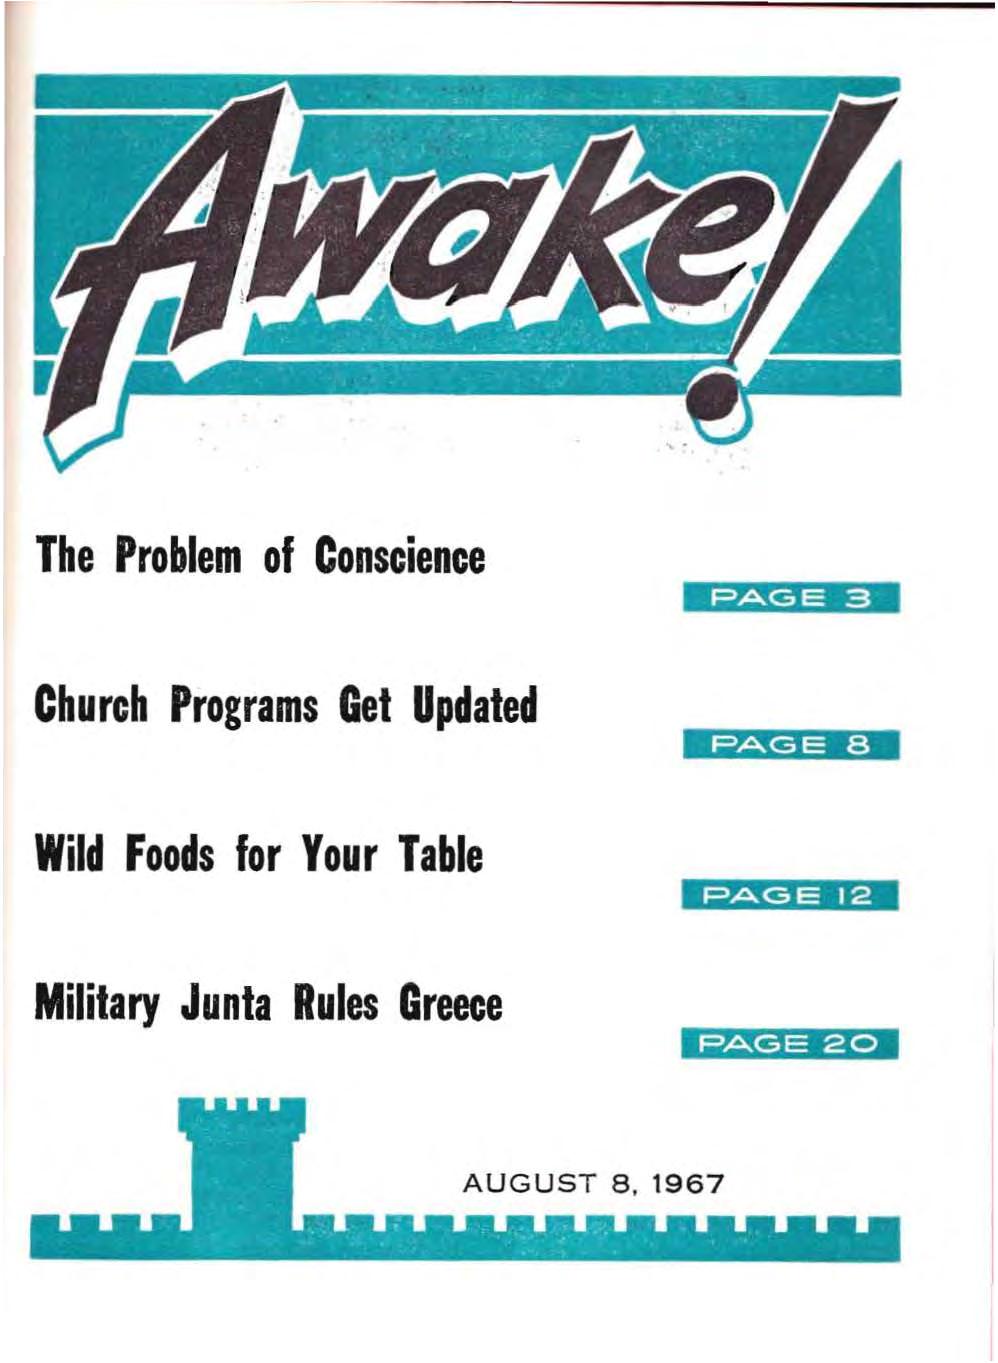 Awake!
The Problem of Conscience
PAGE 3
Church Programs Get Updated
PAGE 8
Wild Foods for Your Table
PAGE 12
Military Junta Rules Greece
PAGE 20
AUGUST 8, 1967